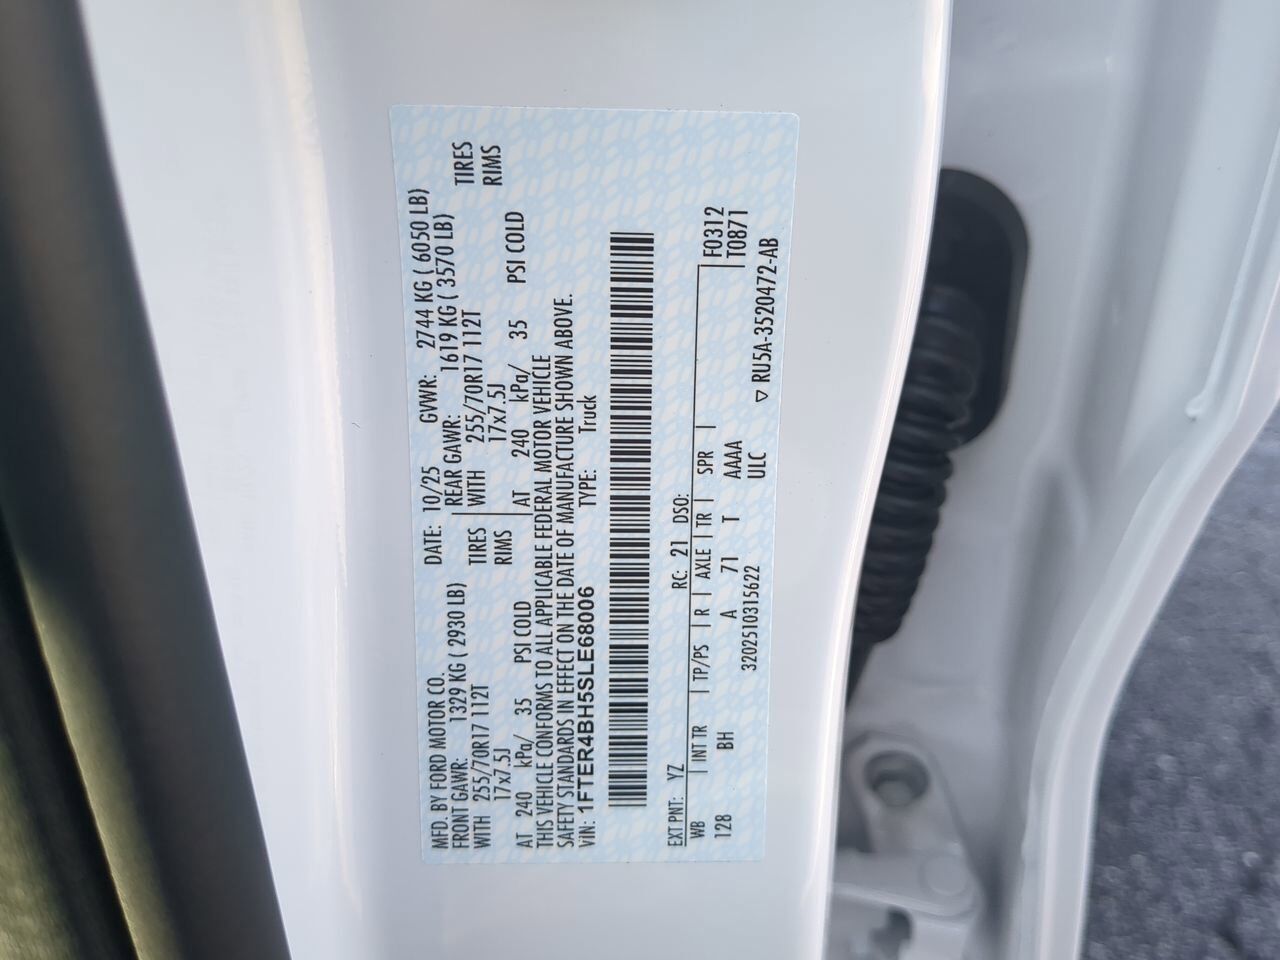 MFD. BY FORD MOTOR CO. DATE: 10/25 GVWR: 2744 KG ( 6050 LB)
FRONT GAWR: 1329 KG ( 2930 LB) REAR GAWR: 1619 KG ( 3570 LB)
WITH 255/70R17 112T TIRES WITH 255/70R17 112T TIRES
17x7.5J RIMS 17x7.5J RIMS
AT 240 kPa/ 35 PSI COLD AT 240 kPa/ 35 PSI COLD
THIS VEHICLE CONFORMS TO ALL APPLICABLE FEDERAL MOTOR VEHICLE
SAFETY STANDARDS IN EFFECT ON THE DATE OF MANUFACTURE SHOWN ABOVE.
VIN: 1FTER4BH5SLE68006 TYPE: Truck
EXT PNT: YZ RC: 21 DSO:
WB INT TR TP/PS R AXLE TR SPR F0312
128 BH A 71 T AAAA T0871
3202510315622 ULC
▽ RU5A-3520472-AB